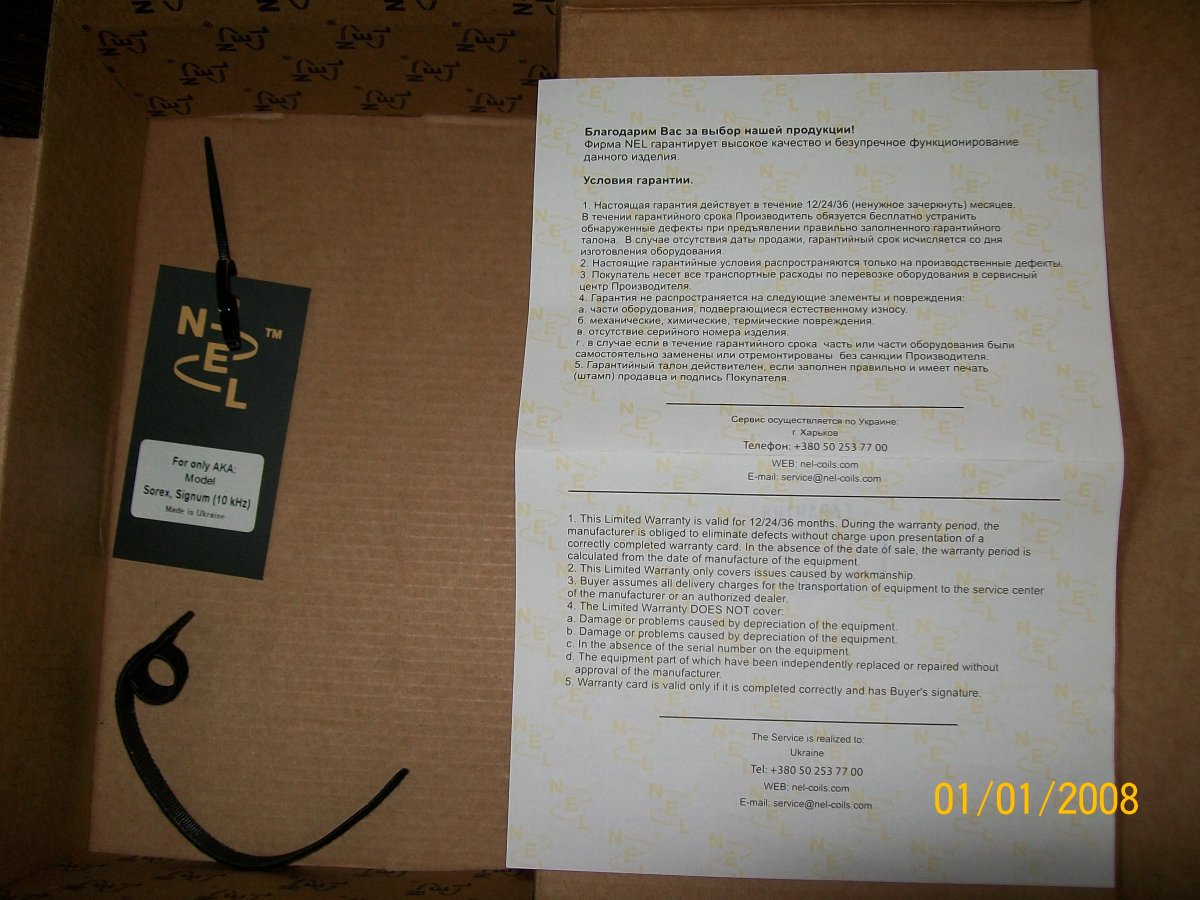 NEL™
For only AKA:
Model
Sorex, Signum (10 kHz)
Made in Ukraine
Благодарим Вас за выбор нашей продукции!
Фирма NEL гарантирует высокое качество и безупречное функционирование
данного изделия.
Условия гарантии.
1. Настоящая гарантия действует в течение 12/24/36 (ненужное зачеркнуть) месяцев.
В течении гарантийного срока Производитель обязуется бесплатно устранить
обнаруженные дефекты при предъявлении правильно заполненного гарантийного
талона. В случае отсутствия даты продажи, гарантийный срок исчисляется со дня
изготовления оборудования.
2. Настоящие гарантийные условия распространяются только на производственные дефекты.
3. Покупатель несет все транспортные расходы по перевозке оборудования в сервисный
центр Производителя.
4. Гарантия не распространяется на следующие элементы и повреждения:
а. части оборудования, подвергающиеся естественному износу.
б. механические, химические, термические повреждения.
в. отсутствие серийного номера изделия.
г. в случае если в течение гарантийного срока часть или части оборудования были
самостоятельно заменены или отремонтированы без санкции Производителя.
5. Гарантийный талон действителен, если заполнен правильно и имеет печать
(штамп) продавца и подпись Покупателя.
Сервис осуществляется по Украине:
г. Харьков
Телефон: +380 50 253 77 00
WEB: nel-coils.com
E-mail: service@nel-coils.com
1. This Limited Warranty is valid for 12/24/36 months. During the warranty period, the
manufacturer is obliged to eliminate defects without charge upon presentation of a
correctly completed warranty card. In the absence of the date of sale, the warranty period is
calculated from the date of manufacture of the equipment.
2. This Limited Warranty only covers issues caused by workmanship.
3. Buyer assumes all delivery charges for the transportation of equipment to the service center
of the manufacturer or an authorized dealer.
4. The Limited Warranty DOES NOT cover:
a. Damage or problems caused by depreciation of the equipment.
b. Damage or problems caused by depreciation of the equipment.
c. In the absence of the serial number on the equipment.
d. The equipment part of which have been independently replaced or repaired without
approval of the manufacturer.
5. Warranty card is valid only if it is completed correctly and has Buyer's signature.
The Service is realized to:
Ukraine
Tel: +380 50 253 77 00
WEB: nel-coils.com
E-mail: service@nel-coils.com
01/01/2008